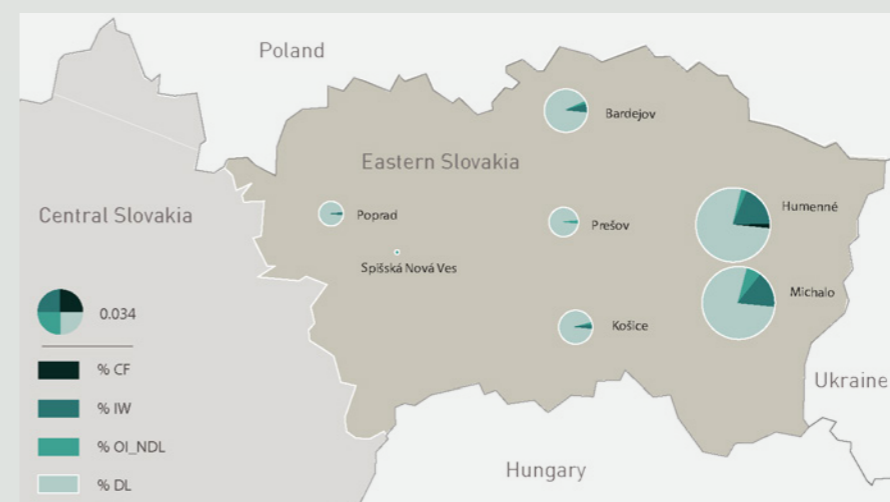 Poland
Bardejov
Eastern Slovakia
Central Slovakia
Poprad
Prešov
Humenné
Spišská Nová Ves
Michalo
0.034
Košice
% CF
Ukraine
% IW
% OI_NDL
Hungary
% DL